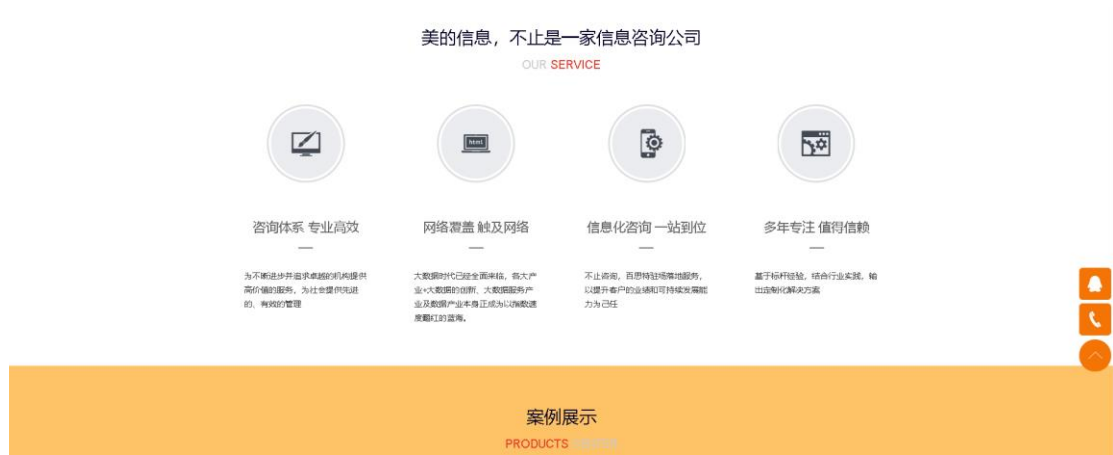 美的信息，不止是一家信息咨询公司
OUR SERVICE
html
咨询体系 专业高效
网络覆盖 触及网络
信息化咨询 一站到位
多年专注 值得信赖
为不断进步并追求卓越的机构提供
高价值的服务，为社会提供先进
的、有效的管理
大数据时代已经全面来临，各大产
业+大数据的创新、大数据服务产
业及数据产业本身正成为以指数速
度翻红的蓝海。
不止咨询，百思特驻场落地服务，
以提升客户的业绩和可持续发展能
力为己任
基于标杆经验，结合行业实践，输
出定制化解决方案
案例展示
PRODUCTS